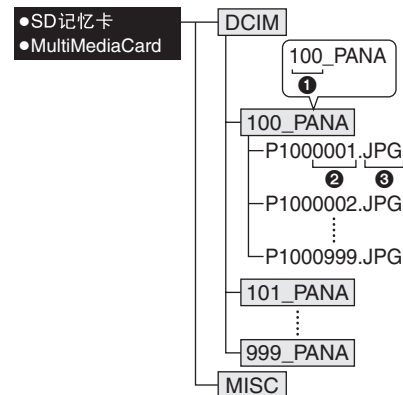 ●SD记忆卡
●MultiMediaCard
DCIM
100_PANA
❶
100_PANA
P1000001.JPG
❷ ❸
P1000002.JPG
P1000999.JPG
101_PANA
999_PANA
MISC